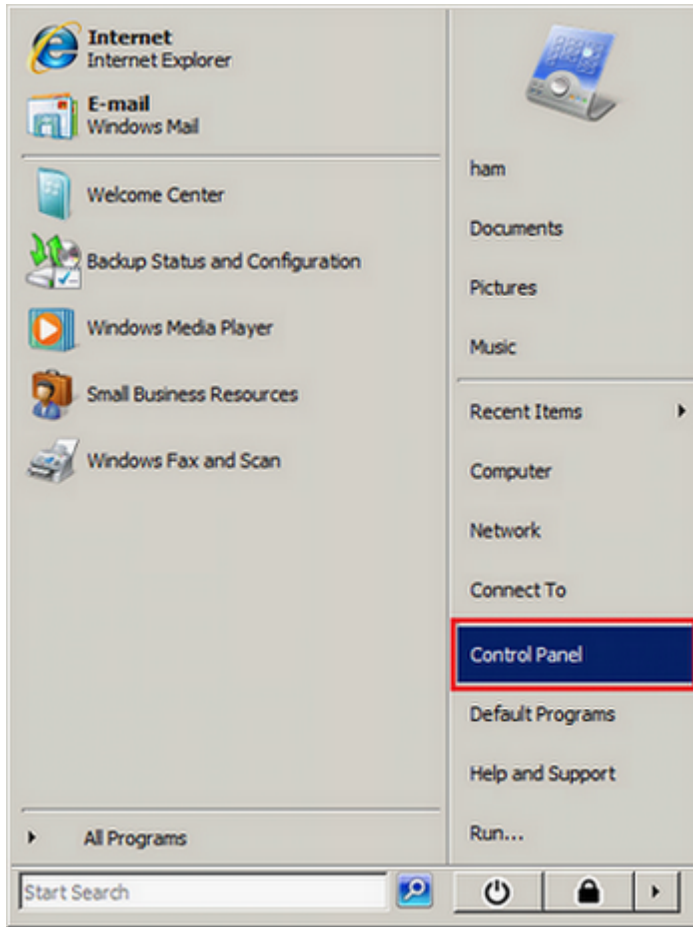 Internet
Internet Explorer
E-mail
Windows Mail
Welcome Center
Backup Status and Configuration
Windows Media Player
Small Business Resources
Windows Fax and Scan
All Programs
Start Search
ham
Documents
Pictures
Music
Recent Items
Computer
Network
Connect To
Control Panel
Default Programs
Help and Support
Run...